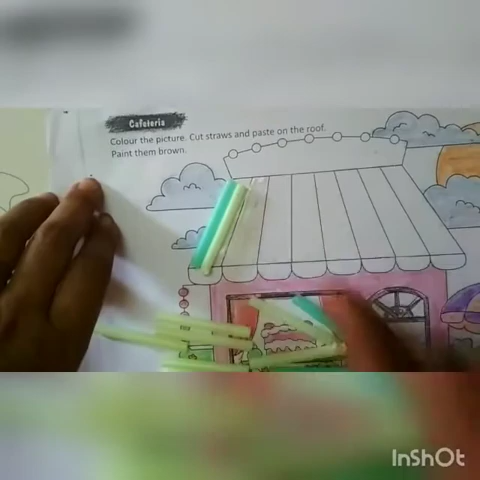 Cafeteria
Colour the picture. Cut straws and paste on the roof.
Paint them brown.
InShOt